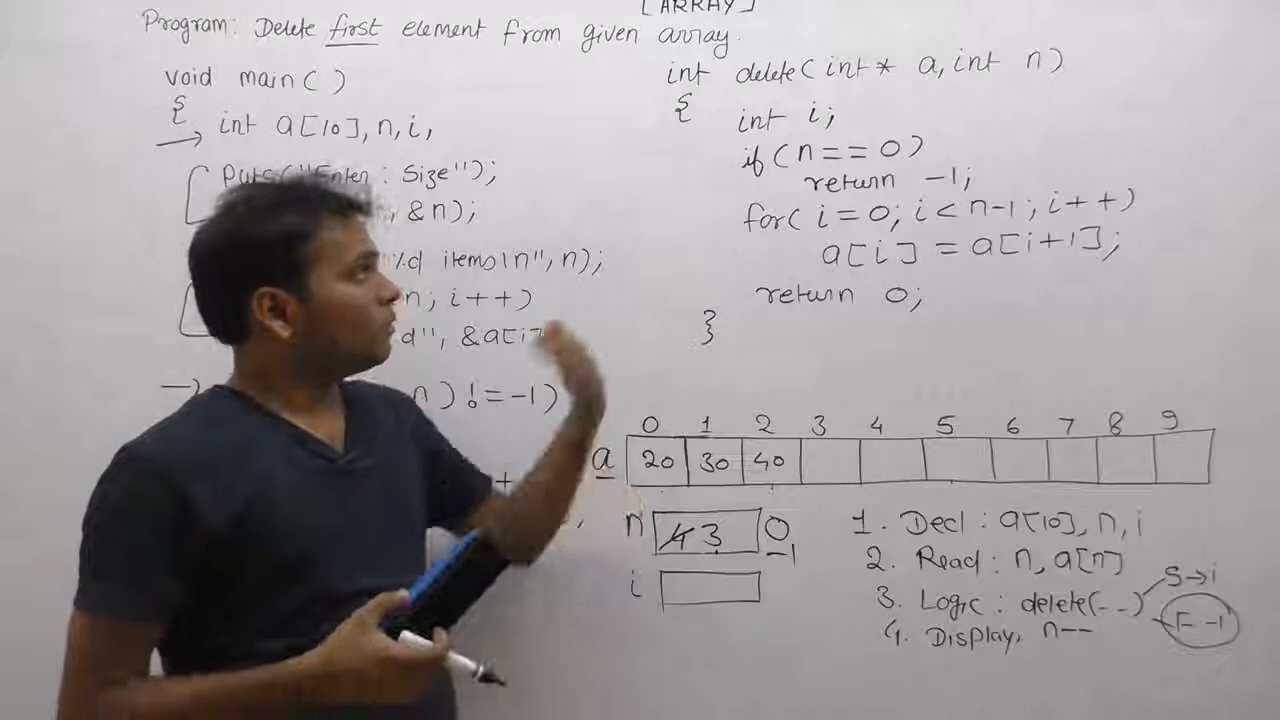 [ARRAY]
Program: Delete first element from given array.
void main( )
{
int a[10], n, i,
Puts("Enter : Size");
, &n);
%d items\n", n);
n; i++)
d", &a[i]
n ) != -1)
+
int delete( int* a, int n)
{
int i;
if ( n == 0 )
return -1;
for( i = 0; i < n-1 ; i++)
a[i] = a[i+1];
return 0;
}
0 1 2 3 4 5 6 7 8 9
a 20 30 40
n 4 3 0
-1
i
1. Decl : a[10], n, i
2. Read : n, a[n]
3. Logic : delete(- -) S→i
F -1
4. Display, n--